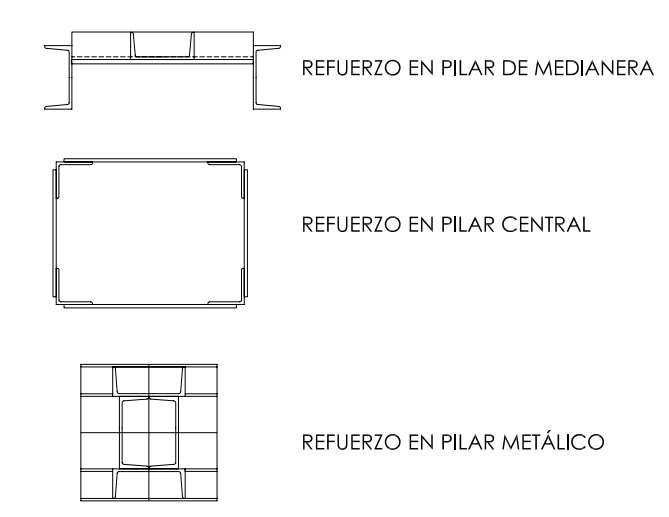 REFUERZO EN PILAR DE MEDIANERA
REFUERZO EN PILAR CENTRAL
REFUERZO EN PILAR METÁLICO